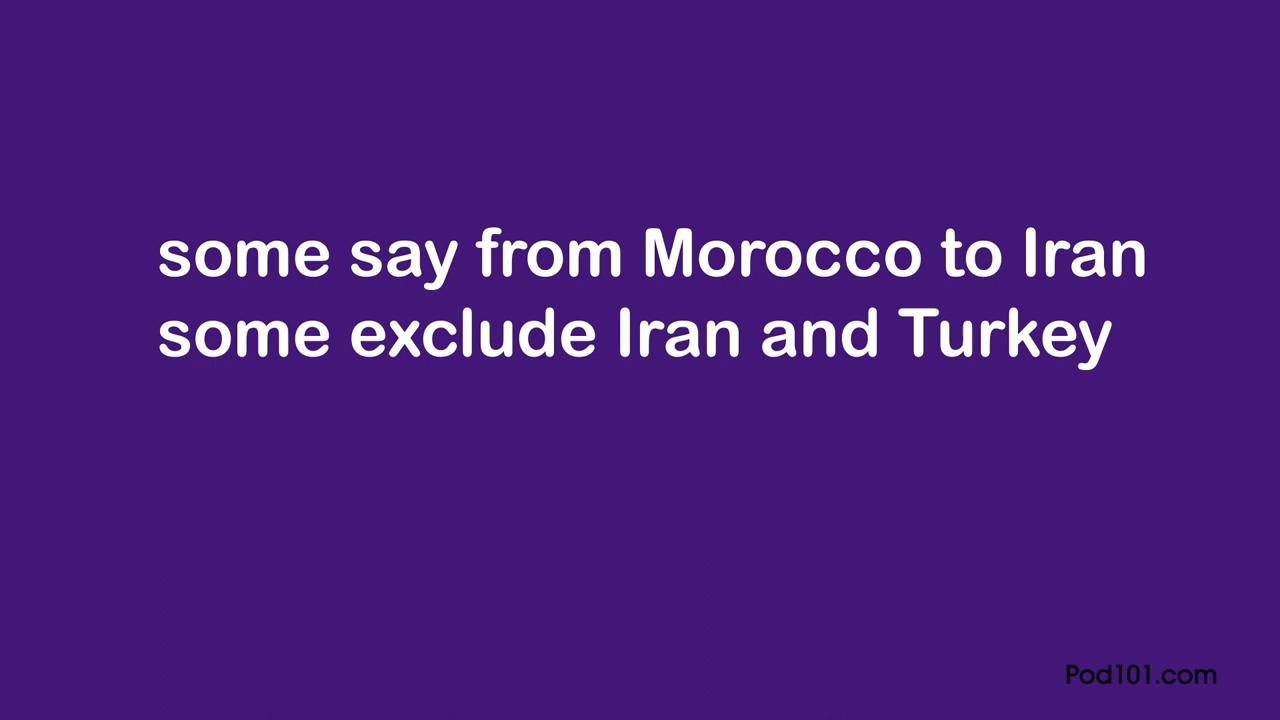 some say from Morocco to Iran
some exclude Iran and Turkey
Pod101.com